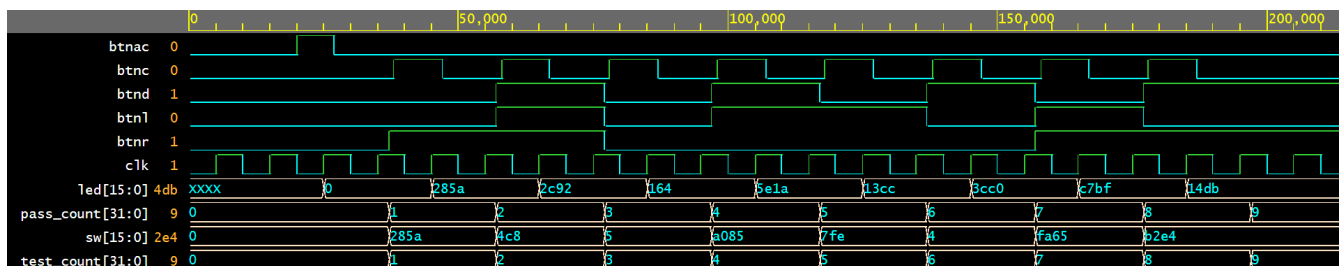 0 50,000 100,000 150,000 200,000
btnac 0
btnc 0
btnd 1
btnl 0
btnr 1
clk 1
led[15:0] 4db XXXX 0 285a 2c92 164 5e1a 13cc 3cc0 c7bf 14db
pass_count[31:0] 9 0 1 2 3 4 5 6 7 8 9
sw[15:0] 2e4 0 285a 4c8 5 a085 7fe 4 fa65 b2e4
test_count[31:0] 9 0 1 2 3 4 5 6 7 8 9